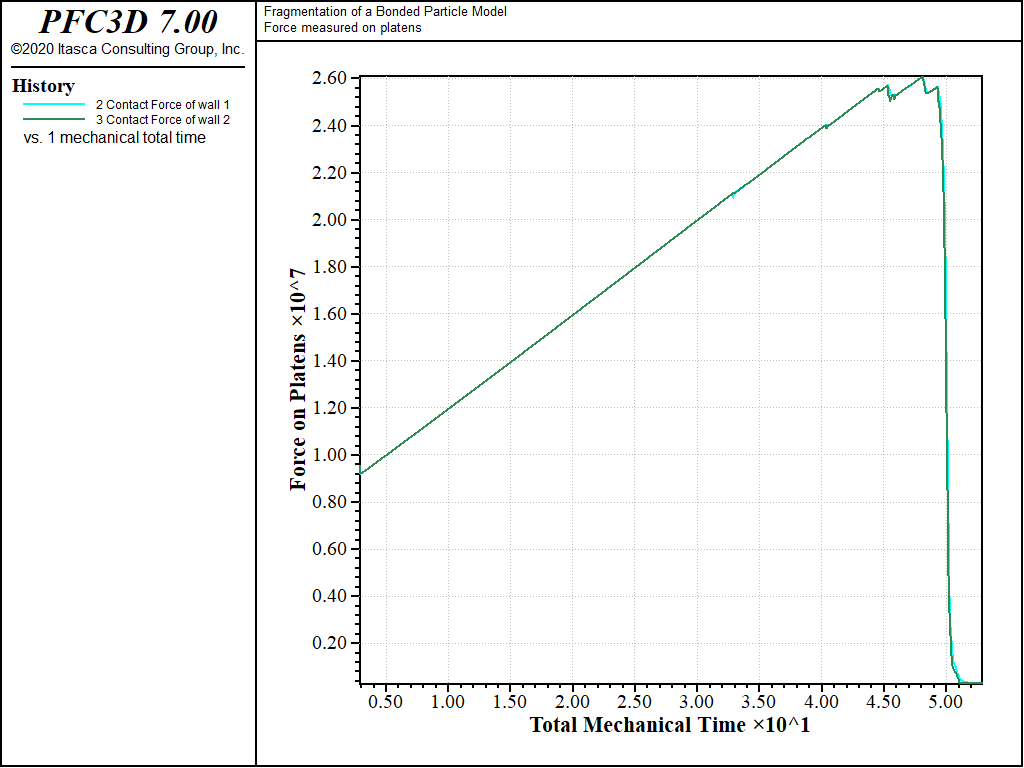 PFC3D 7.00
©2020 Itasca Consulting Group, Inc.
History
2 Contact Force of wall 1
3 Contact Force of wall 2
vs. 1 mechanical total time
Fragmentation of a Bonded Particle Model
Force measured on platens
2.60
2.40
2.20
2.00
1.80
1.60
1.40
1.20
1.00
0.80
0.60
0.40
0.20
Force on Platens ×10^7
0.50 1.00 1.50 2.00 2.50 3.00 3.50 4.00 4.50 5.00
Total Mechanical Time ×10^1